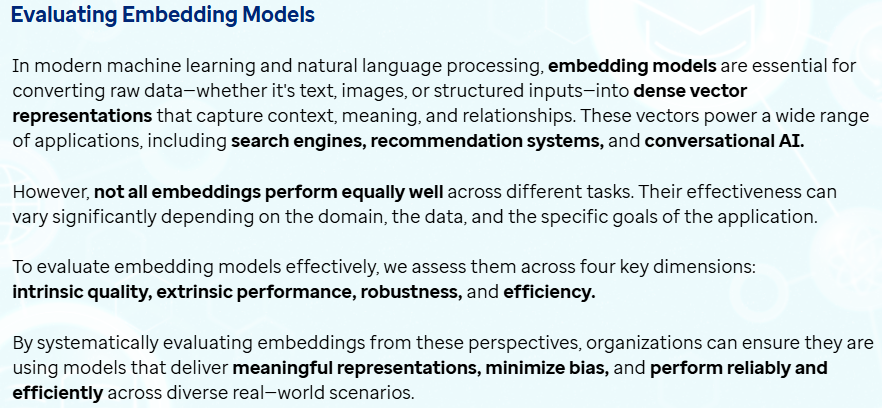 Evaluating Embedding Models
In modern machine learning and natural language processing, embedding models are essential for
converting raw data—whether it's text, images, or structured inputs—into dense vector
representations that capture context, meaning, and relationships. These vectors power a wide range
of applications, including search engines, recommendation systems, and conversational AI.
However, not all embeddings perform equally well across different tasks. Their effectiveness can
vary significantly depending on the domain, the data, and the specific goals of the application.
To evaluate embedding models effectively, we assess them across four key dimensions:
intrinsic quality, extrinsic performance, robustness, and efficiency.
By systematically evaluating embeddings from these perspectives, organizations can ensure they are
using models that deliver meaningful representations, minimize bias, and perform reliably and
efficiently across diverse real—world scenarios.